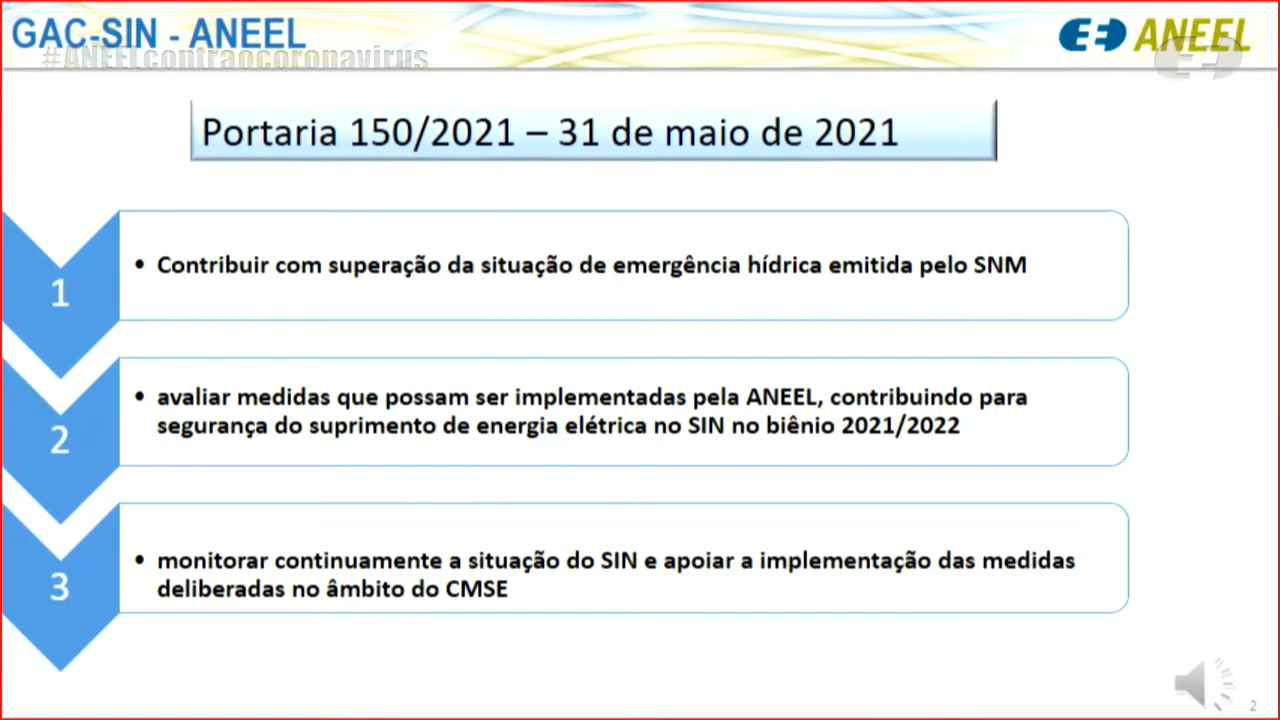 GAC-SIN - ANEEL
#ANEELcontraocoronavirus
ANEEL
Portaria 150/2021 – 31 de maio de 2021
1
• Contribuir com superação da situação de emergência hídrica emitida pelo SNM
2
• avaliar medidas que possam ser implementadas pela ANEEL, contribuindo para
segurança do suprimento de energia elétrica no SIN no biênio 2021/2022
3
• monitorar continuamente a situação do SIN e apoiar a implementação das medidas
deliberadas no âmbito do CMSE
2